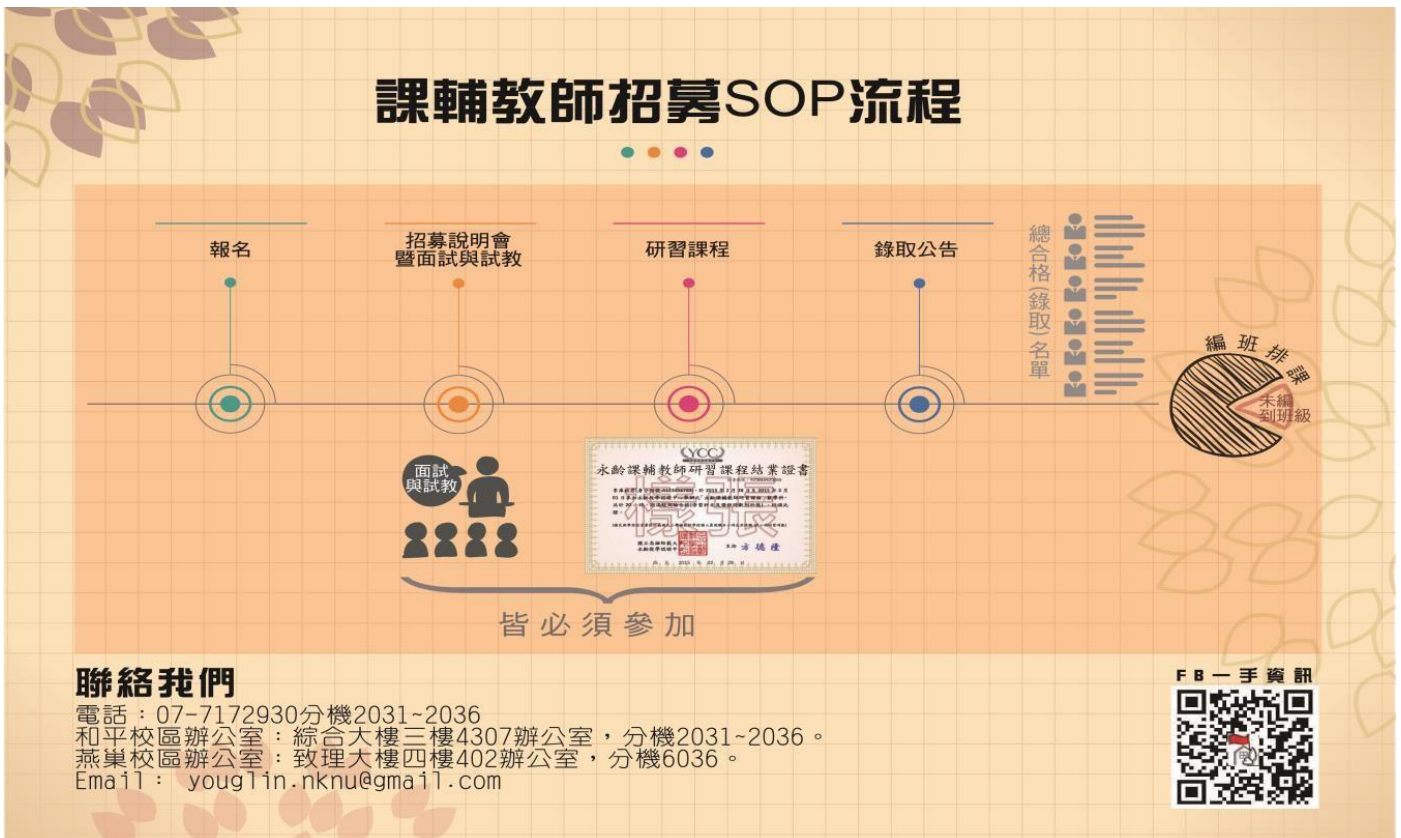 課輔教師招募SOP流程
報名
招募說明會
暨面試與試教
研習課程
錄取公告
總合格(錄取)名單
編班排課
未編
到班級
面試
與試教
YCC
永齡課輔教師研習課程結業證書
樣張
皆必須參加
聯絡我們
電話：07-7172930分機2031~2036
和平校區辦公室：綜合大樓三樓4307辦公室，分機2031~2036。
燕巢校區辦公室：致理大樓四樓402辦公室，分機6036。
Email： youglin.nknu@gmail.com
FB一手資訊